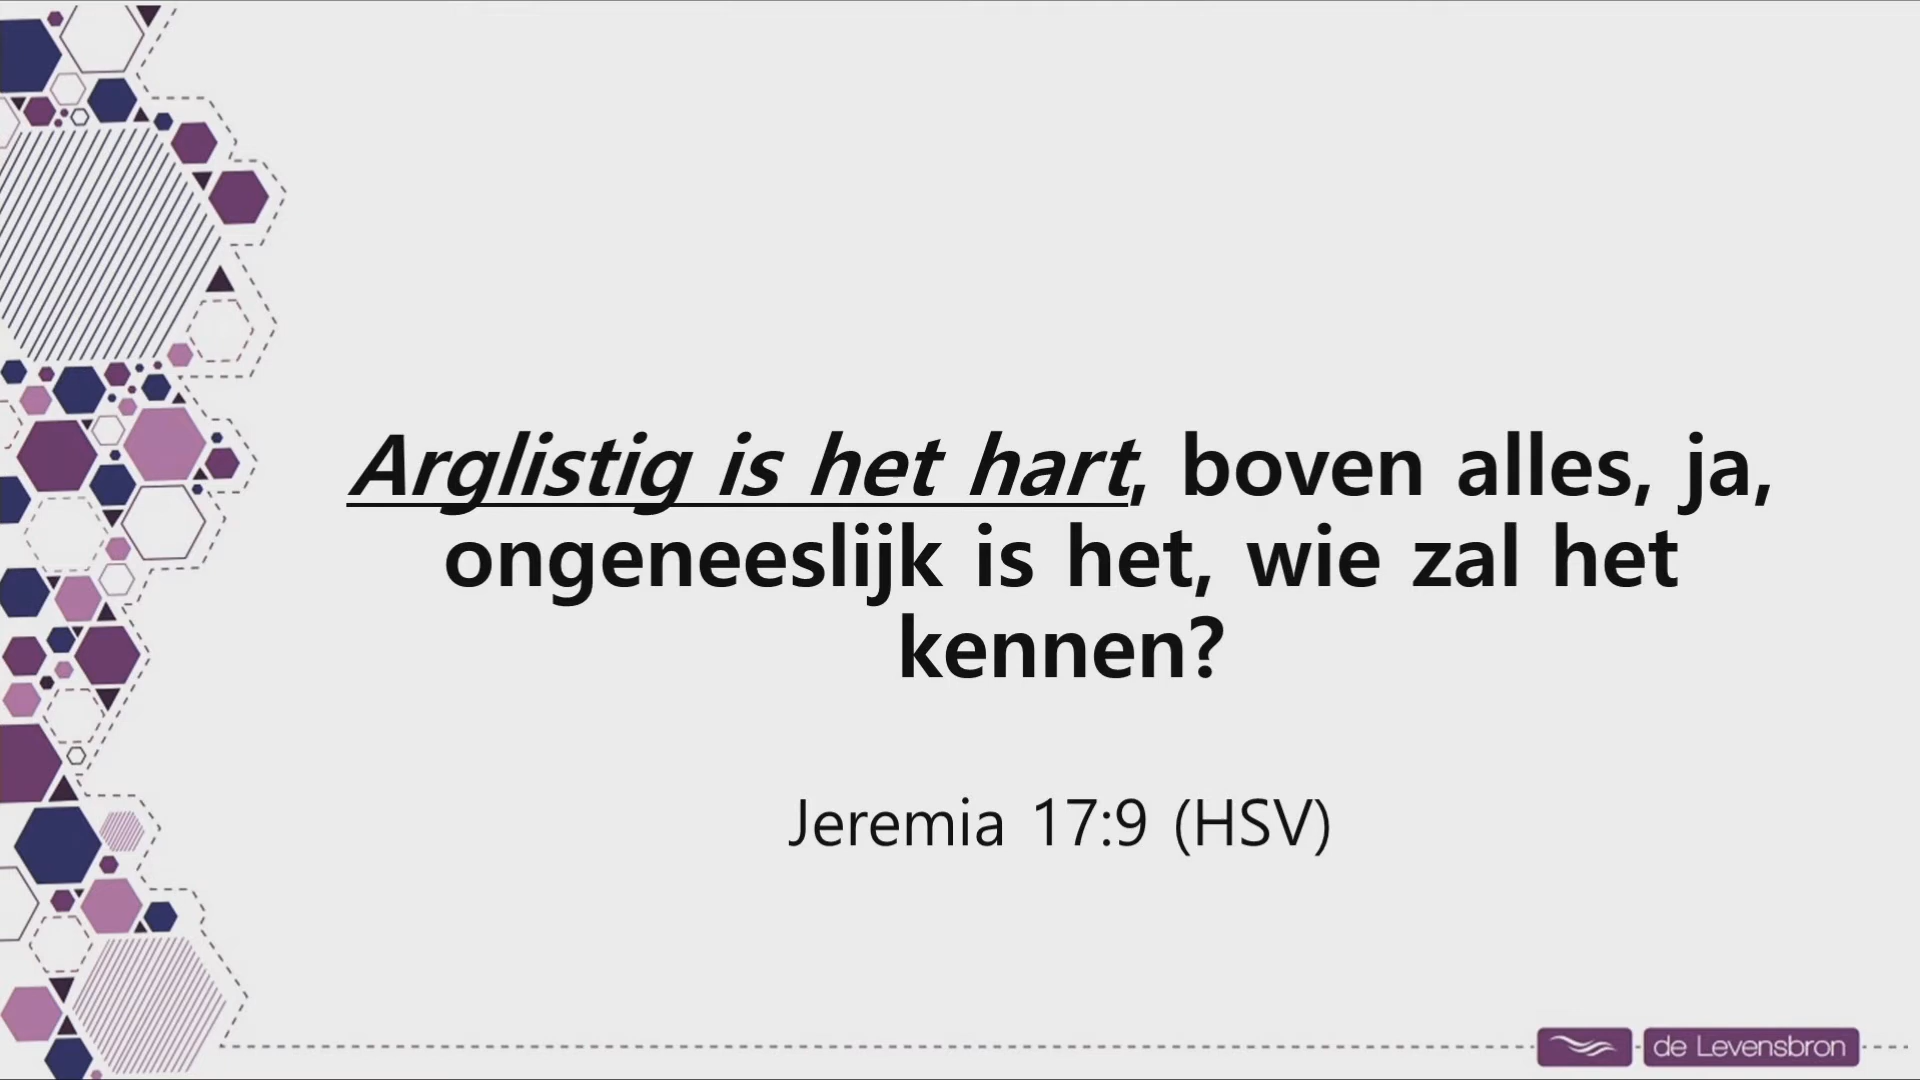 Arglistig is het hart, boven alles, ja,
ongeneeslijk is het, wie zal het
kennen?
Jeremia 17:9 (HSV)
de Levensbron